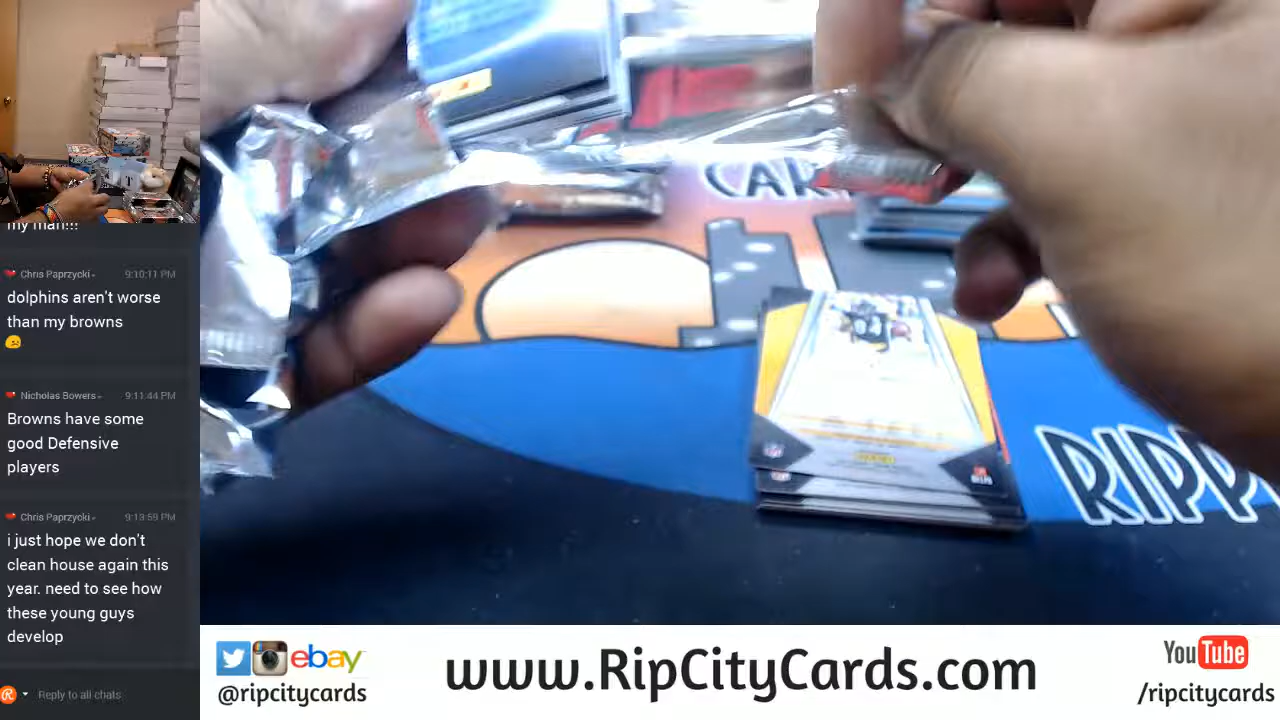 my man!!!
Chris Paprzycki 9:10:11 PM
dolphins aren't worse
than my browns
Nicholas Bowers 9:11:44 PM
Browns have some
good Defensive
players
Chris Paprzycki 9:13:59 PM
i just hope we don't
clean house again this
year. need to see how
these young guys
develop
Reply to all chats
CAR
RIPP
ebay
@ripcitycards
www.RipCityCards.com
YouTube
/ripcitycards